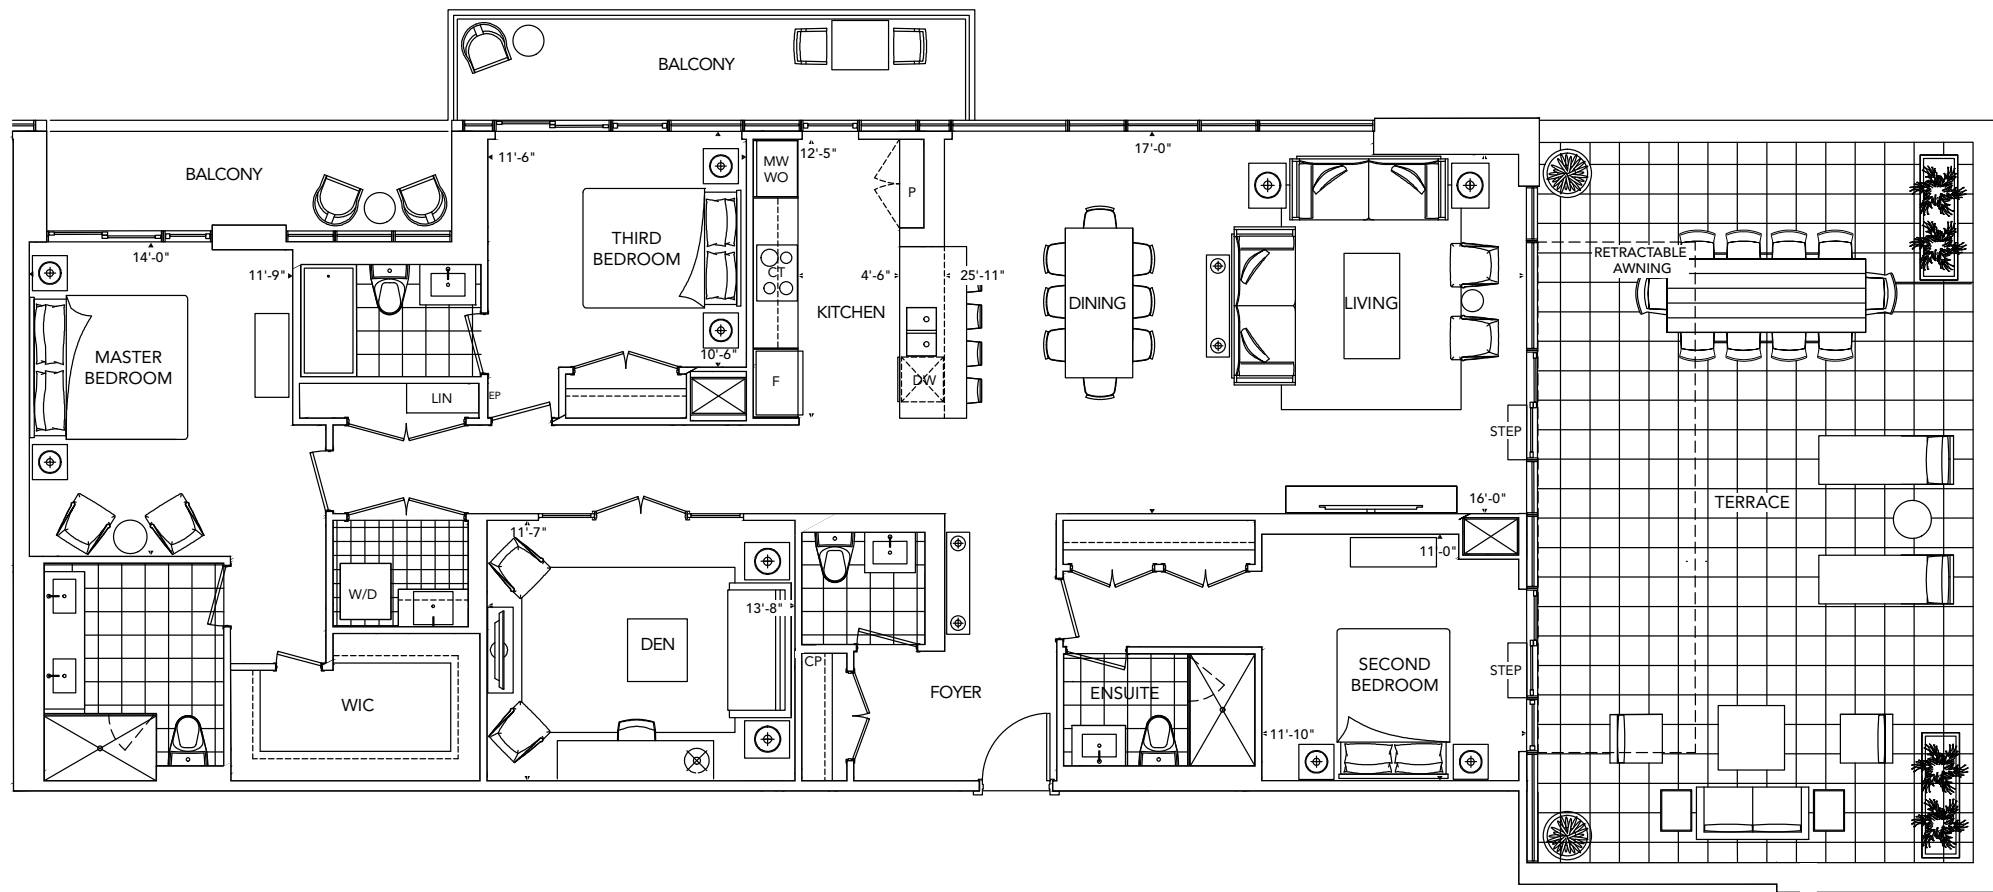 BALCONY
BALCONY
11'-6"
MW
WO
12'-5"
17'-0"
P
THIRD
BEDROOM
14'-0"
11'-9"
CT
4'-6"
25'-11"
RETRACTABLE
AWNING
KITCHEN
DINING
LIVING
MASTER
BEDROOM
10'-6"
F
DW
LIN
EP
STEP
16'-0"
TERRACE
11'-7"
11'-0"
W/D
13'-8"
DEN
CP
FOYER
ENSUITE
SECOND
BEDROOM
STEP
WIC
11'-10"